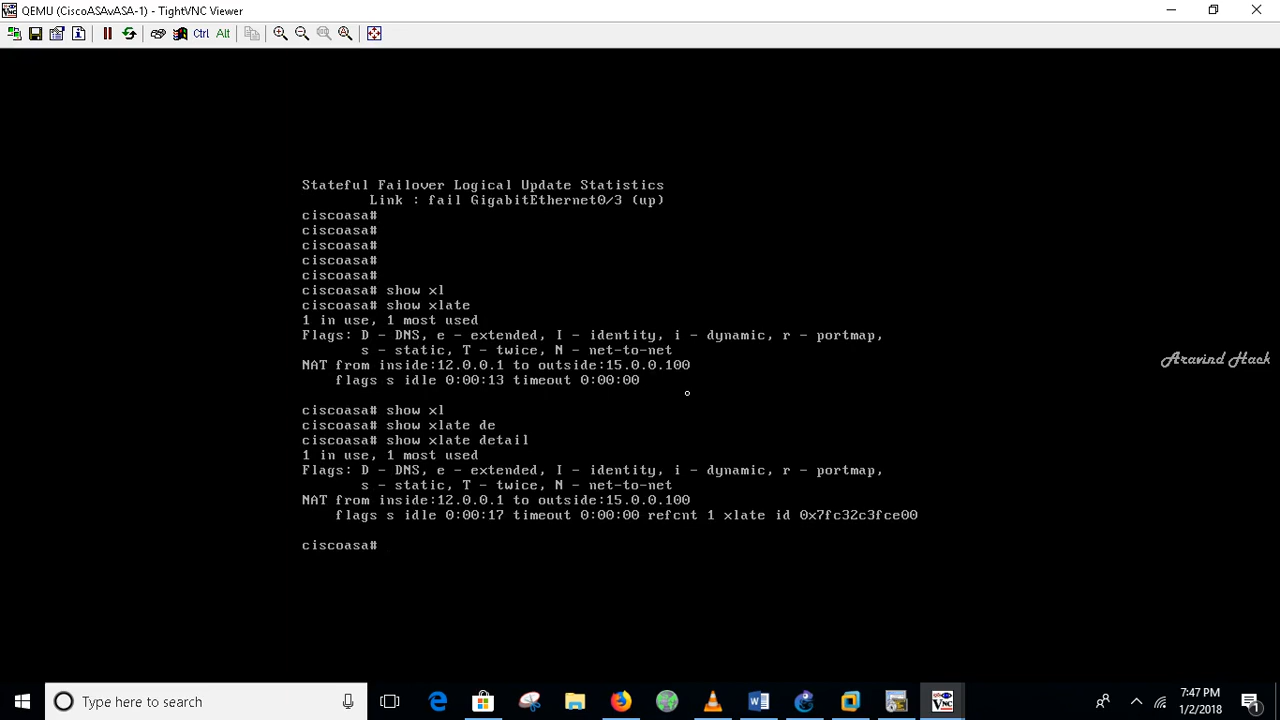 QEMU (CiscoASAvASA-1) - TightVNC Viewer
Ctrl Alt
Stateful Failover Logical Update Statistics
Link : fail GigabitEthernet0/3 (up)
ciscoasa#
ciscoasa#
ciscoasa#
ciscoasa#
ciscoasa#
ciscoasa# show xl
ciscoasa# show xlate
1 in use, 1 most used
Flags: D - DNS, e - extended, I - identity, i - dynamic, r - portmap,
s - static, T - twice, N - net-to-net
NAT from inside:12.0.0.1 to outside:15.0.0.100
flags s idle 0:00:13 timeout 0:00:00
ciscoasa# show xl
ciscoasa# show xlate de
ciscoasa# show xlate detail
1 in use, 1 most used
Flags: D - DNS, e - extended, I - identity, i - dynamic, r - portmap,
s - static, T - twice, N - net-to-net
NAT from inside:12.0.0.1 to outside:15.0.0.100
flags s idle 0:00:17 timeout 0:00:00 refcnt 1 xlate id 0x7fc32c3fce00
ciscoasa#
Aravind Hack
Type here to search
7:47 PM
1/2/2018